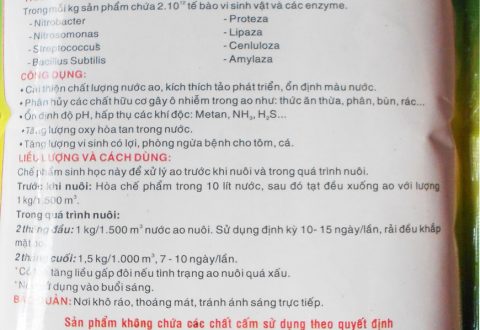 Trong mỗi kg sản phẩm chứa 2.10¹² tế bào vi sinh vật và các enzyme.
- Nitrobacter - Proteza
- Nitrosomonas - Lipaza
- Streptococcus - Cenluloza
- Bacillus Subtilis - Amylaza
CÔNG DỤNG:
• Cải thiện chất lượng nước ao, kích thích tảo phát triển, ổn định màu nước.
• Phân hủy các chất hữu cơ gây ô nhiễm trong ao như: thức ăn thừa, phân, bùn, rác...
• Ổn định độ pH, hấp thụ các khí độc: Metan, NH₃, H₂S...
• Tăng lượng oxy hòa tan trong nước.
• Tăng lượng vi sinh có lợi, phòng ngừa bệnh cho tôm, cá.
LIỀU LƯỢNG VÀ CÁCH DÙNG:
Chế phẩm sinh học này để xử lý ao trước khi nuôi và trong quá trình nuôi.
Trước khi nuôi: Hòa chế phẩm trong 10 lít nước, sau đó tạt đều xuống ao với lượng
1 kg/1.500 m³.
Trong quá trình nuôi:
2 tháng đầu: 1 kg/1.500 m³ nước ao nuôi. Sử dụng định kỳ 10- 15 ngày/lần, rải đều khắp
mặt ao.
2 tháng cuối: 1,5 kg/1.000 m³, 7 - 10 ngày/lần.
*Có thể tăng liều gấp đôi nếu tình trạng ao nuôi quá xấu.
*Nên sử dụng vào buổi sáng.
BẢO QUẢN: Nơi khô ráo, thoáng mát, tránh ánh sáng trực tiếp.
Sản phẩm không chứa các chất cấm sử dụng theo quyết định